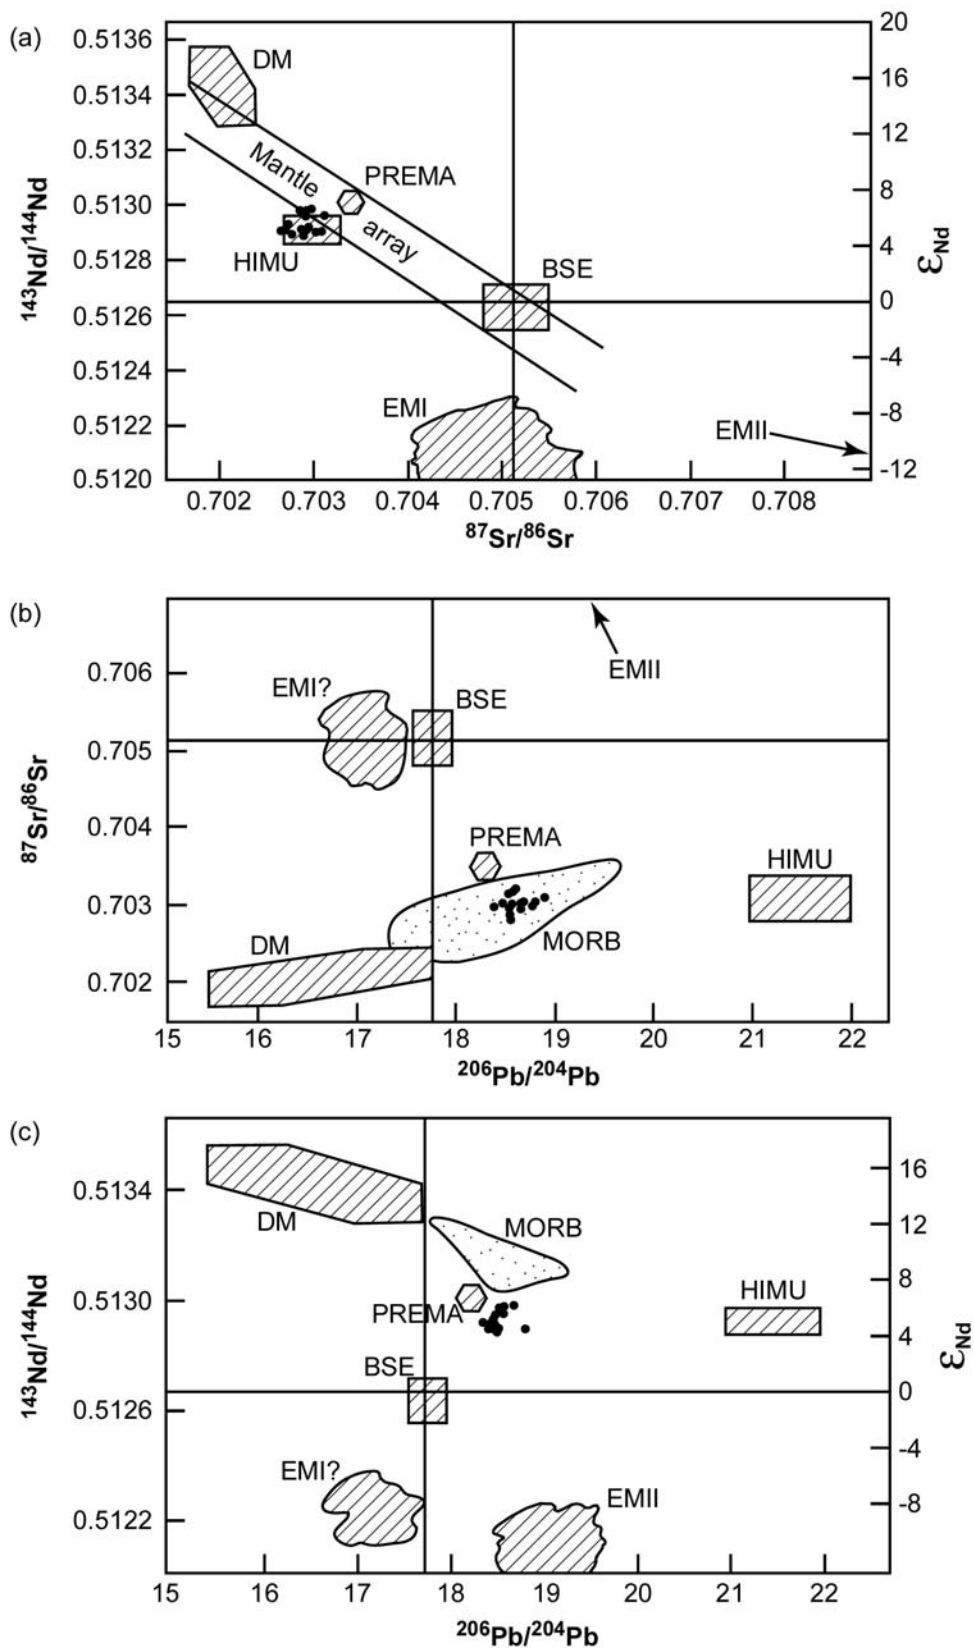 (a)
0.5136
0.5134
0.5132
0.5130
0.5128
0.5126
0.5124
0.5122
0.5120
143Nd/144Nd
DM
Mantle
array
PREMA
HIMU
BSE
EMI
EMII
20
16
12
8
4
0
-4
-8
-12
εNd
0.702 0.703 0.704 0.705 0.706 0.707 0.708
87Sr/86Sr
(b)
0.706
0.705
0.704
0.703
0.702
87Sr/86Sr
EMII
EMI?
BSE
PREMA
HIMU
MORB
DM
15 16 17 18 19 20 21 22
206Pb/204Pb
(c)
0.5134
0.5130
0.5126
0.5122
143Nd/144Nd
DM
MORB
PREMA
HIMU
BSE
EMI?
EMII
16
12
8
4
0
-4
-8
εNd
15 16 17 18 19 20 21 22
206Pb/204Pb